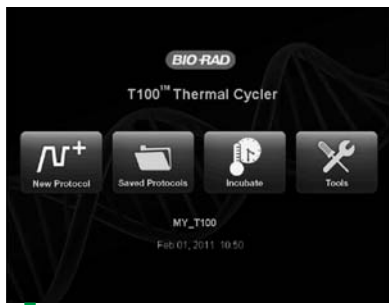 BIO-RAD
T100™ Thermal Cycler
New Protocol
Saved Protocols
Incubate
Tools
MY_T100
Feb 01, 2011 10:50